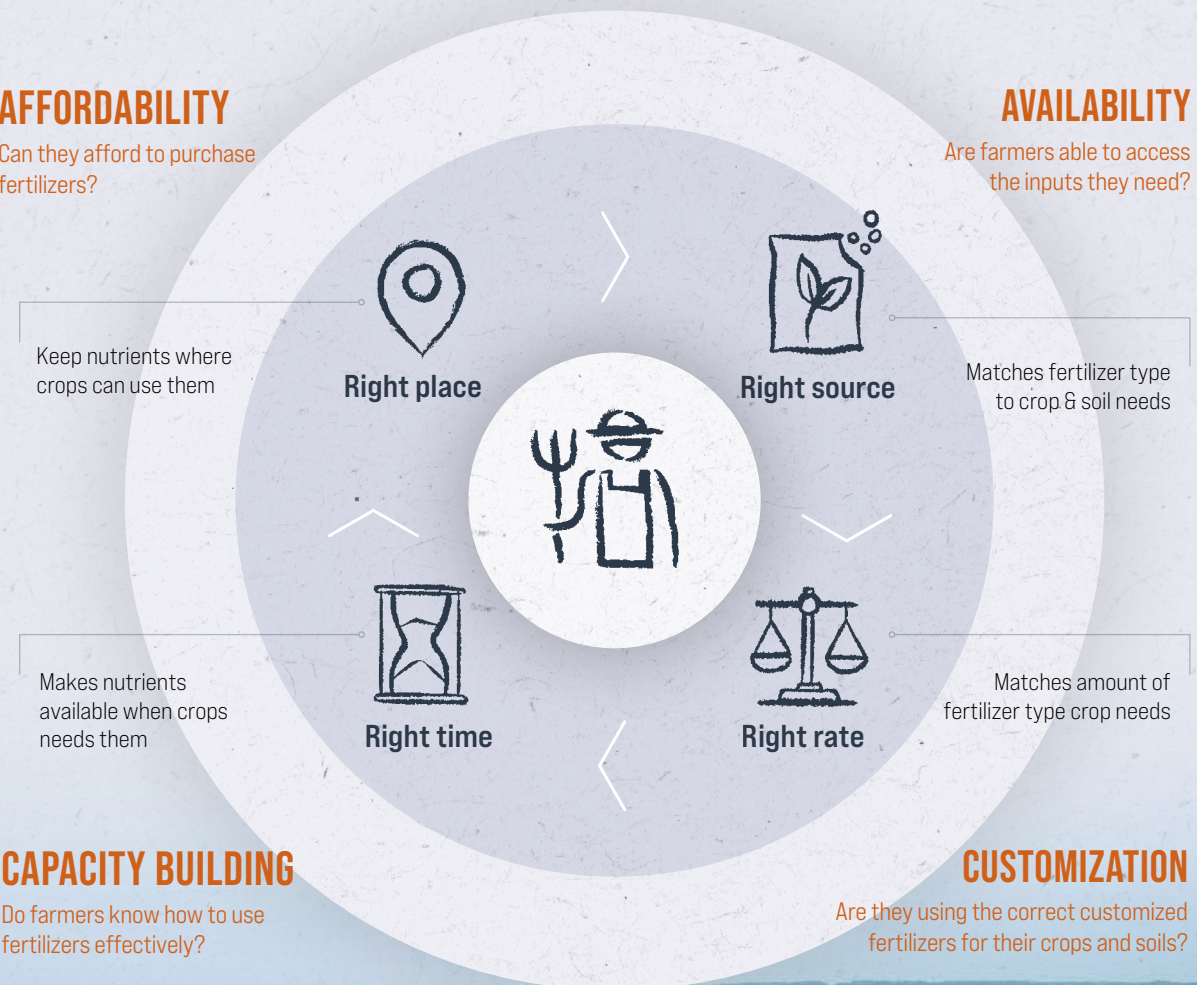 AFFORDABILITY
Can they afford to purchase
fertilizers?
AVAILABILITY
Are farmers able to access
the inputs they need?
Keep nutrients where
crops can use them
Right place
Right source
Matches fertilizer type
to crop & soil needs
Makes nutrients
available when crops
needs them
Right time
Right rate
Matches amount of
fertilizer type crop needs
CAPACITY BUILDING
Do farmers know how to use
fertilizers effectively?
CUSTOMIZATION
Are they using the correct customized
fertilizers for their crops and soils?